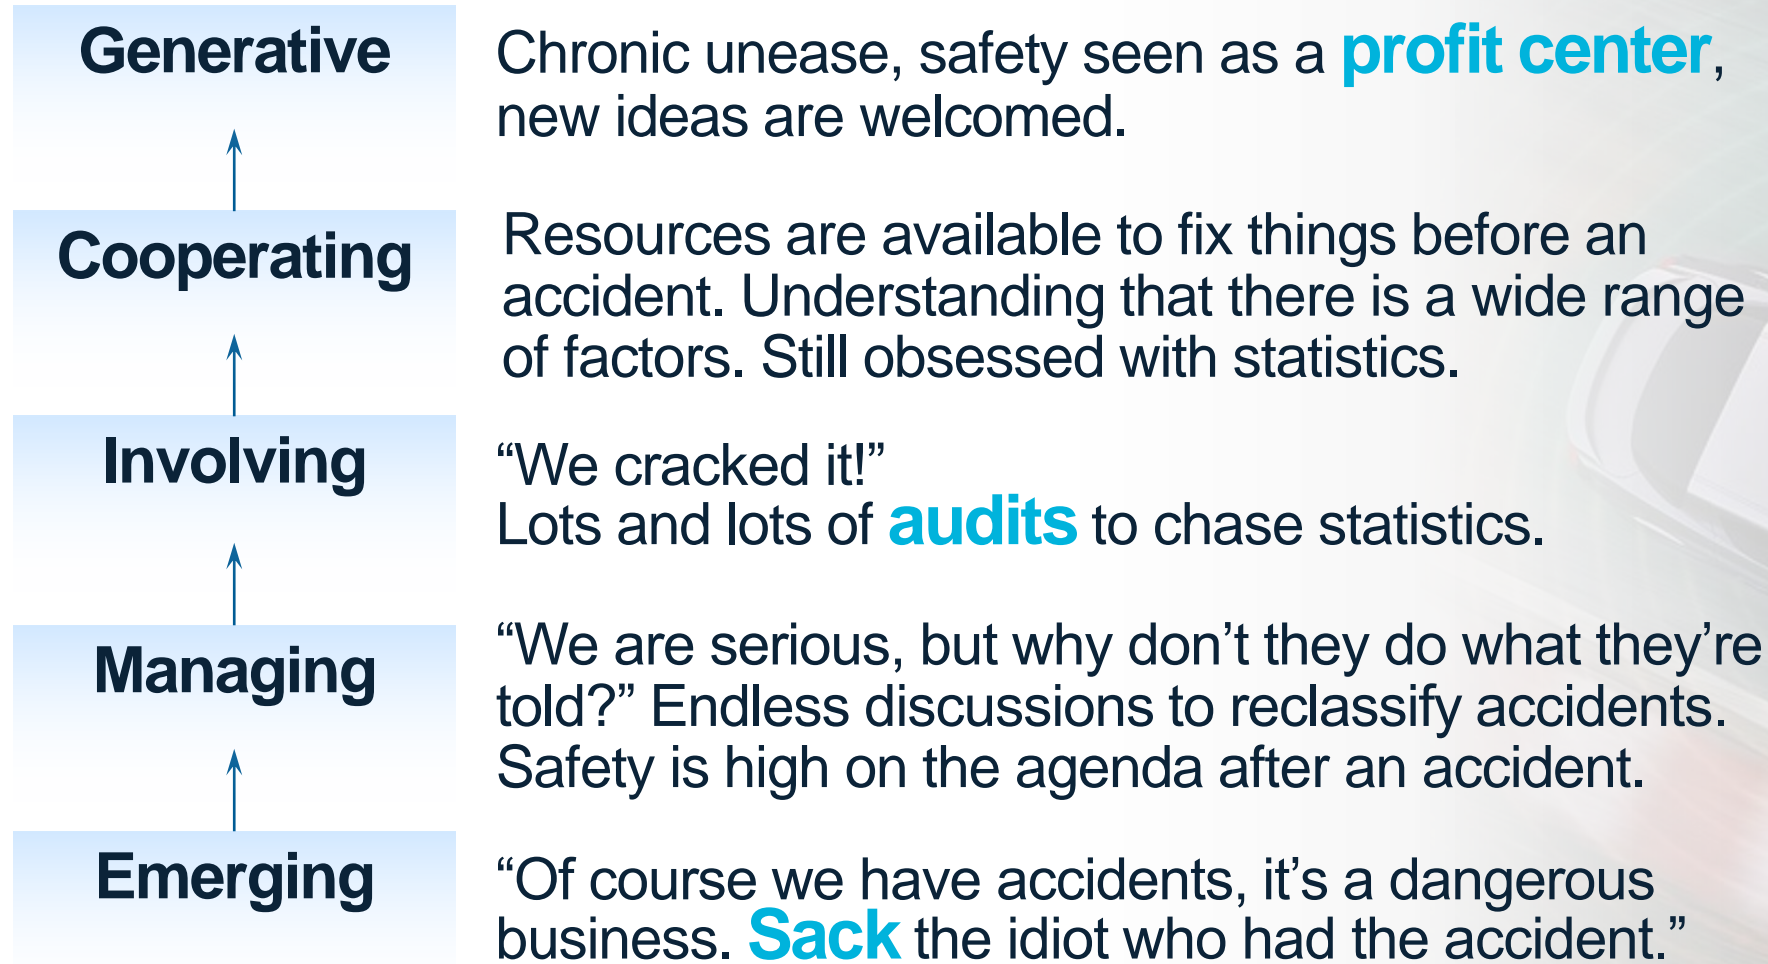 Generative
Chronic unease, safety seen as a profit center,
new ideas are welcomed.
Cooperating
Resources are available to fix things before an
accident. Understanding that there is a wide range
of factors. Still obsessed with statistics.
Involving
“We cracked it!”
Lots and lots of audits to chase statistics.
Managing
“We are serious, but why don’t they do what they’re
told?” Endless discussions to reclassify accidents.
Safety is high on the agenda after an accident.
Emerging
“Of course we have accidents, it’s a dangerous
business. Sack the idiot who had the accident.”